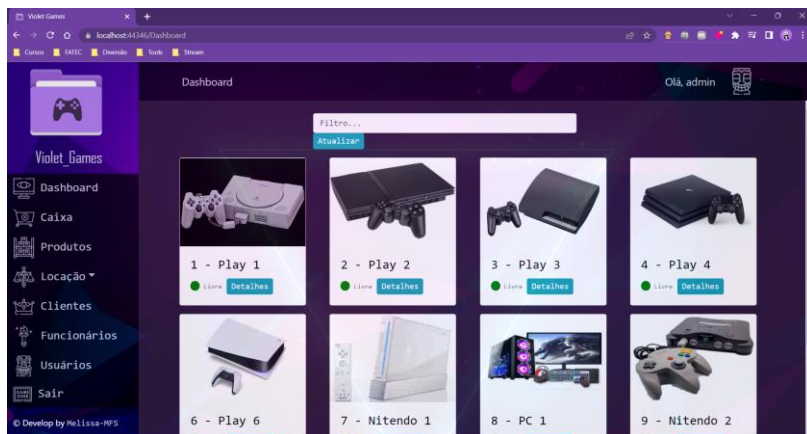 Violet Games
localhost:44346/Dashboard
Cursos FATEC Diversão Tools Stream
Dashboard
Olá, admin
Violet_Games
Dashboard
Caixa
Produtos
Locação
Clientes
Funcionários
Usuários
Sair
© Develop by Melissa-MFS
Filtro...
Atualizar
1 - Play 1
Livre Detalhes
2 - Play 2
Livre Detalhes
3 - Play 3
Livre Detalhes
4 - Play 4
Livre Detalhes
6 - Play 6
7 - Nitendo 1
8 - PC 1
9 - Nitendo 2